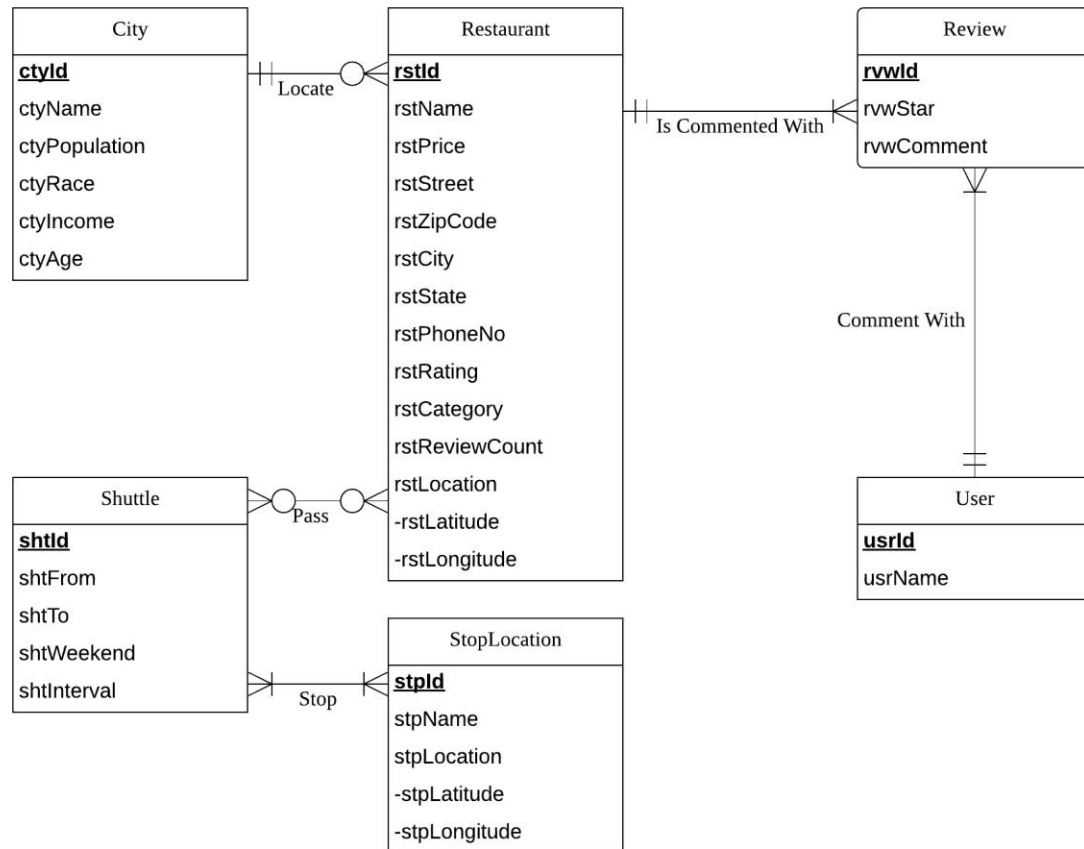 City
ctyId
ctyName
ctyPopulation
ctyRace
ctyIncome
ctyAge
Locate
Restaurant
rstId
rstName
rstPrice
rstStreet
rstZipCode
rstCity
rstState
rstPhoneNo
rstRating
rstCategory
rstReviewCount
rstLocation
-rstLatitude
-rstLongitude
Is Commented With
Review
rvwId
rvwStar
rvwComment
Comment With
User
usrId
usrName
Shuttle
shtId
shtFrom
shtTo
shtWeekend
shtInterval
Pass
Stop
StopLocation
stpId
stpName
stpLocation
-stpLatitude
-stpLongitude